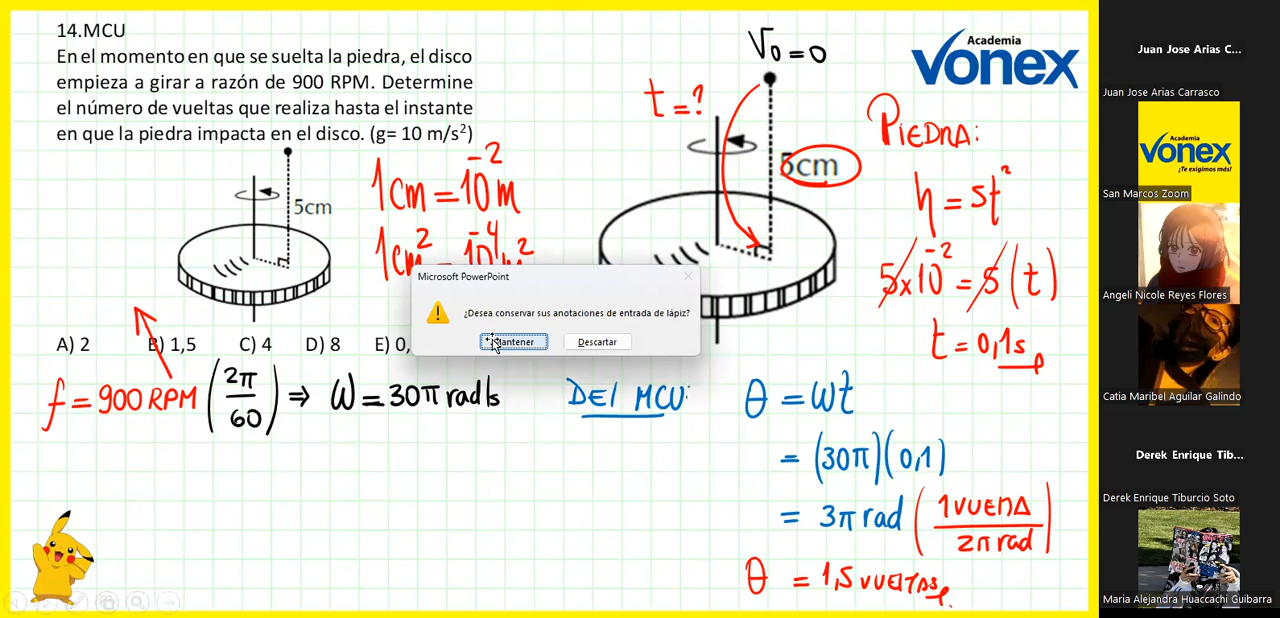 14.MCU
En el momento en que se suelta la piedra, el disco
empieza a girar a razón de 900 RPM. Determine
el número de vueltas que realiza hasta el instante
en que la piedra impacta en el disco. (g= 10 m/s²)
5cm
1cm = 10⁻² m
1cm² = 10⁻⁴ m²
A) 2 B) 1,5 C) 4 D) 8 E) 0,
f = 900 RPM (2π/60) ⇒ ω = 30π rad/s
V₀ = 0
t = ?
5cm
Academia
Vonex
PIEDRA:
h = 5t²
5x10⁻² = 5(t)
t = 0,1s
Microsoft PowerPoint
¿Desea conservar sus anotaciones de entrada de lápiz?
Mantener
Descartar
DEl MCU:
θ = ωt
= (30π)(0,1)
= 3π rad (1 VUElTA/2π rad)
θ = 1,5 VUElTAS
Juan Jose Arias C...
Juan Jose Arias Carrasco
Academia
Vonex
¡Te exigimos más!
San Marcos Zoom
Angeli Nicole Reyes Flores
Catia Maribel Aguilar Galindo
Derek Enrique Tib...
Derek Enrique Tiburcio Soto
Maria Alejandra Huaccachi Guibarra